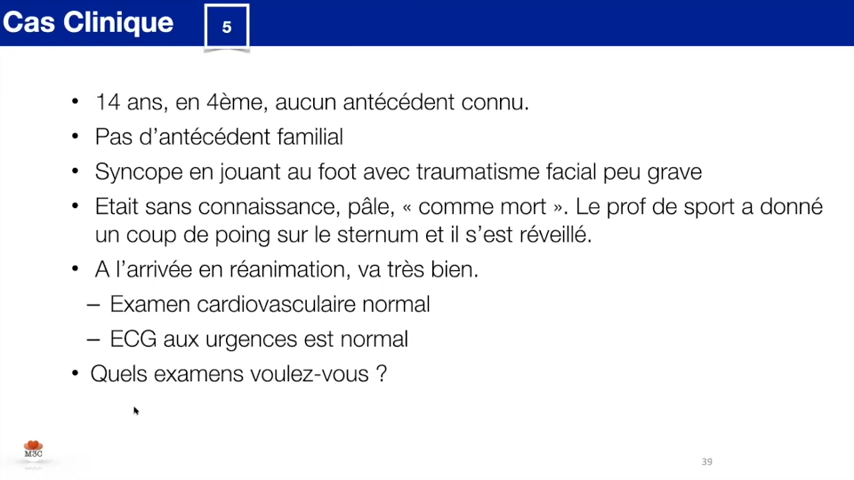 Cas Clinique
5
• 14 ans, en 4ème, aucun antécédent connu.
• Pas d’antécédent familial
• Syncope en jouant au foot avec traumatisme facial peu grave
• Etait sans connaissance, pâle, « comme mort ». Le prof de sport a donné
un coup de poing sur le sternum et il s’est réveillé.
• A l’arrivée en réanimation, va très bien.
– Examen cardiovasculaire normal
– ECG aux urgences est normal
• Quels examens voulez-vous ?
M3C
39